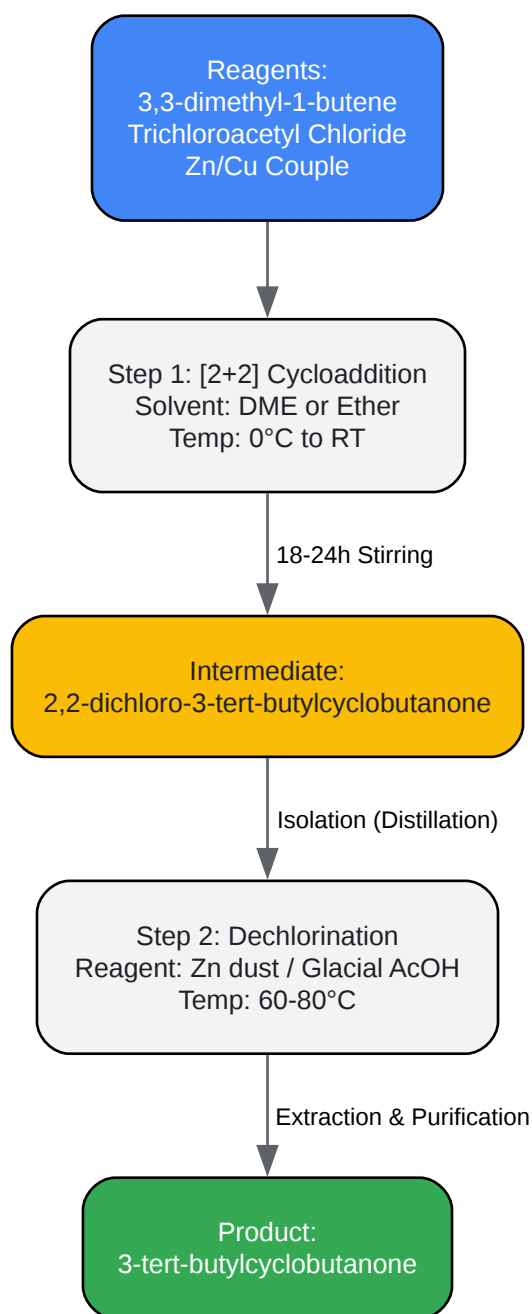 Reagents:
3,3-dimethyl-1-butene
Trichloroacetyl Chloride
Zn/Cu Couple
Step 1: [2+2] Cycloaddition
Solvent: DME or Ether
Temp: 0°C to RT
18-24h Stirring
Intermediate:
2,2-dichloro-3-tert-butylcyclobutanone
Isolation (Distillation)
Step 2: Dechlorination
Reagent: Zn dust / Glacial AcOH
Temp: 60-80°C
Extraction & Purification
Product:
3-tert-butylcyclobutanone